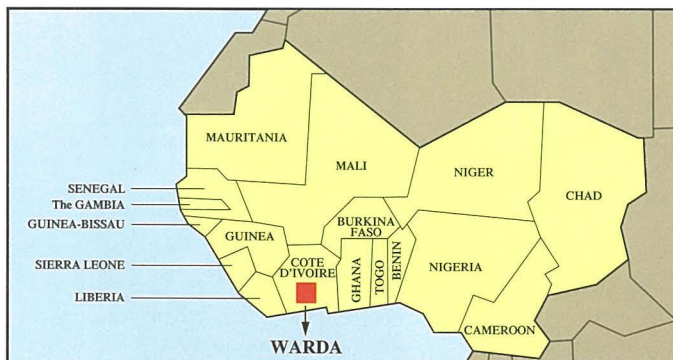 MAURITANIA
MALI
NIGER
CHAD
SENEGAL
The GAMBIA
GUINEA-BISSAU
GUINEA
BURKINA
FASO
SIERRA LEONE
COTE
D'IVOIRE
GHANA
TOGO
BENIN
NIGERIA
LIBERIA
CAMEROON
WARDA